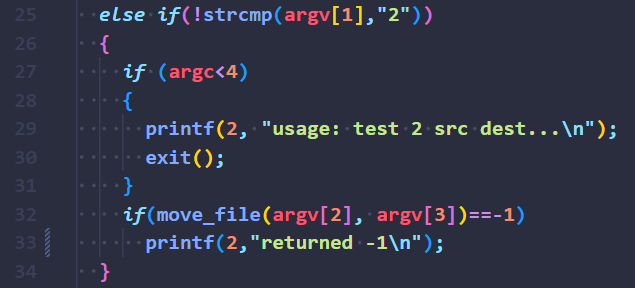 25 else if(!strcmp(argv[1],"2"))
26 {
27 if (argc<4)
28 {
29 printf(2, "usage: test 2 src dest...\n");
30 exit();
31 }
32 if(move_file(argv[2], argv[3])==-1)
33 printf(2,"returned -1\n");
34 }